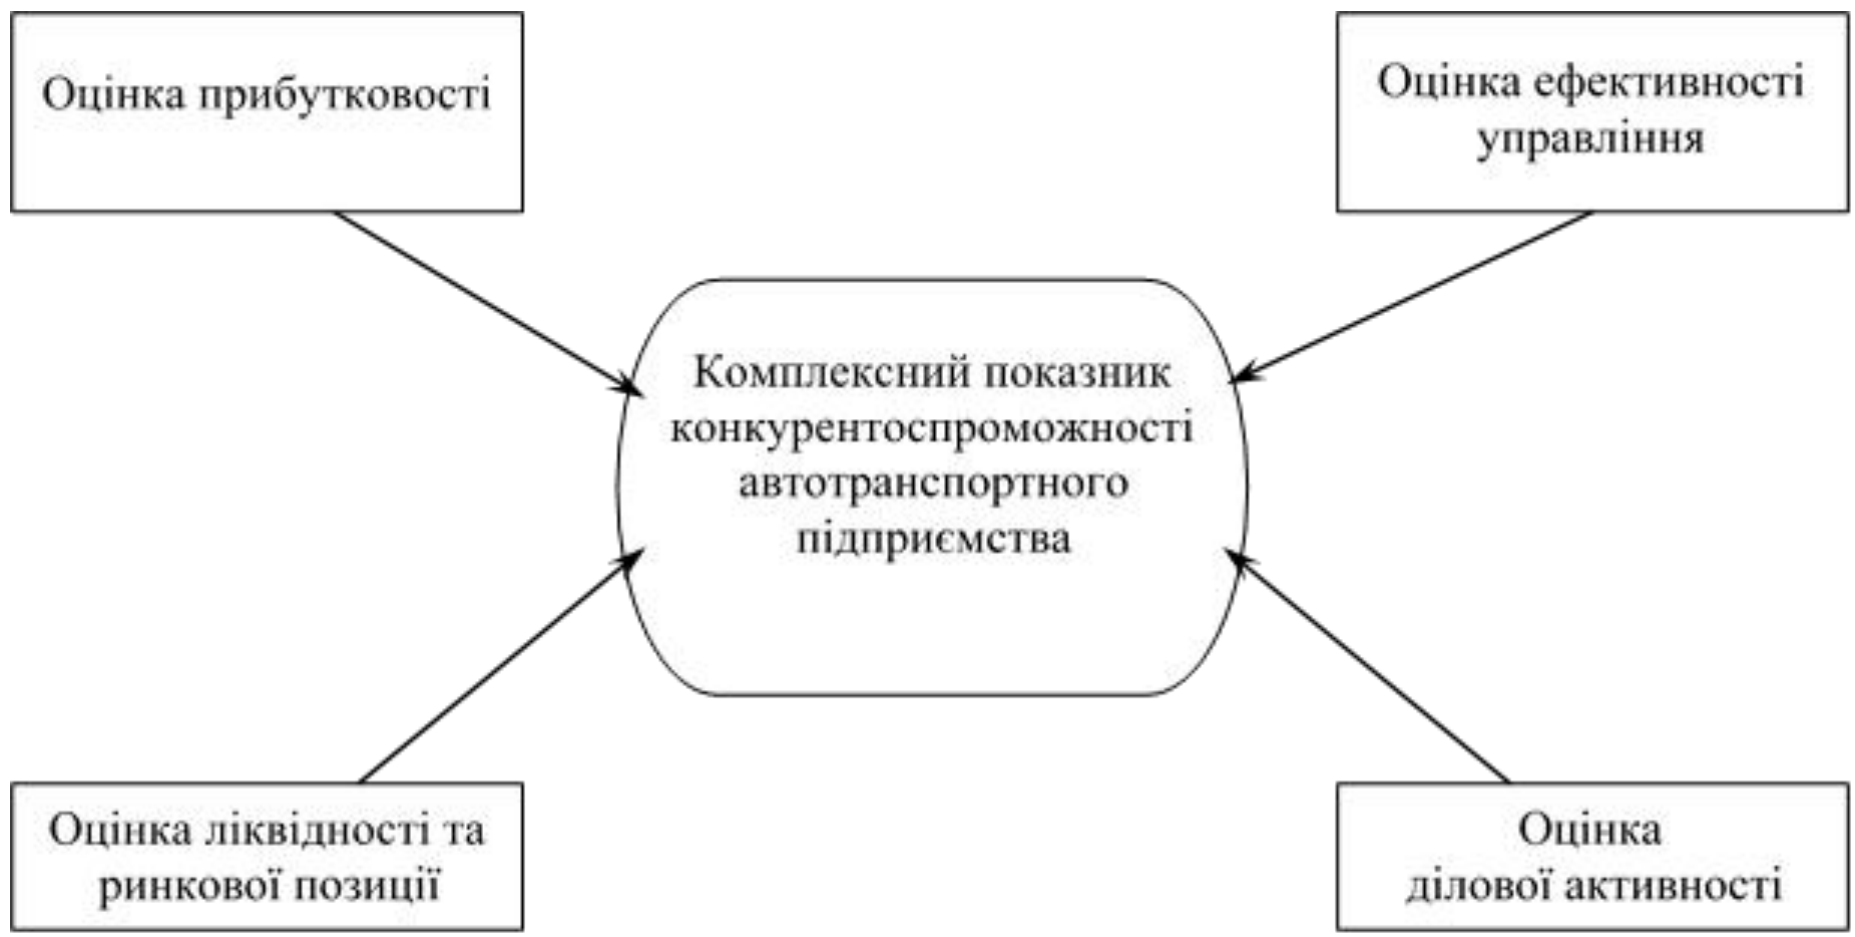 Оцінка прибутковості
Оцінка ефективності
управління
Комплексний показник
конкурентоспроможності
автотранспортного
підприємства
Оцінка ліквідності та
ринкової позиції
Оцінка
ділової активності